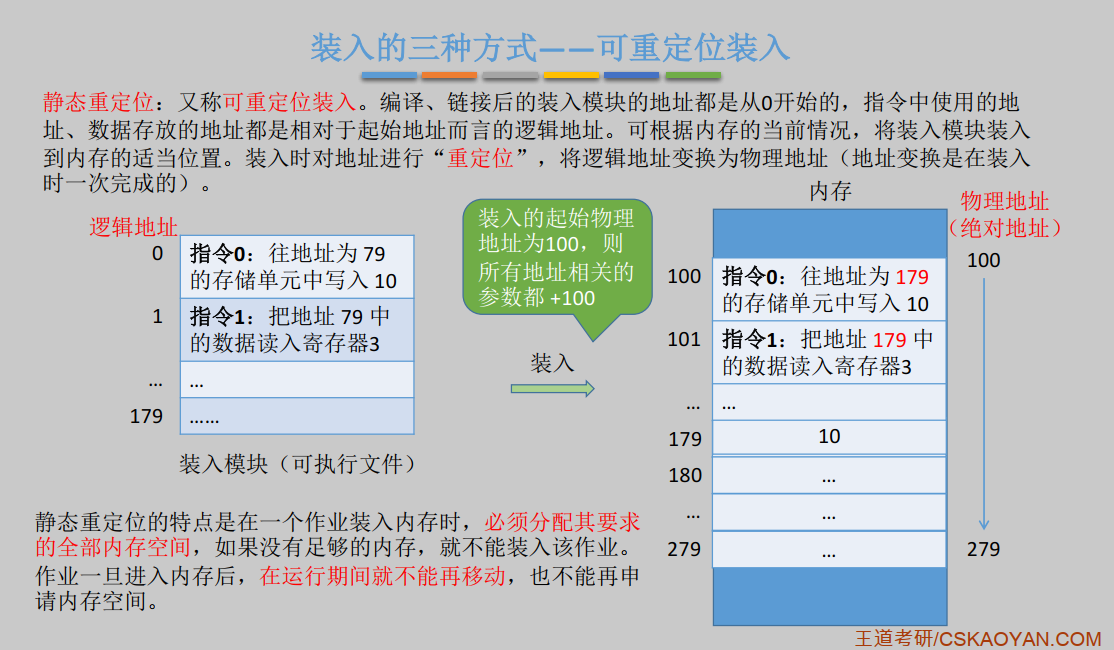 装入的三种方式——可重定位装入
静态重定位：又称可重定位装入。编译、链接后的装入模块的地址都是从0开始的，指令中使用的地
址、数据存放的地址都是相对于起始地址而言的逻辑地址。可根据内存的当前情况，将装入模块装入
到内存的适当位置。装入时对地址进行“重定位”，将逻辑地址变换为物理地址（地址变换是在装入
时一次完成的）。
逻辑地址
0
指令0：往地址为 79
的存储单元中写入 10
1
指令1：把地址 79 中
的数据读入寄存器3
...
...
179
……
装入模块（可执行文件）
装入的起始物理
地址为100，则
所有地址相关的
参数都 +100
装入
内存
物理地址
（绝对地址）
100
指令0：往地址为 179
的存储单元中写入 10
100
101
指令1：把地址 179 中
的数据读入寄存器3
...
...
179
10
180
...
...
...
279
...
279
静态重定位的特点是在一个作业装入内存时，必须分配其要求
的全部内存空间，如果没有足够的内存，就不能装入该作业。
作业一旦进入内存后，在运行期间就不能再移动，也不能再申
请内存空间。
王道考研/CSKAOYAN.COM